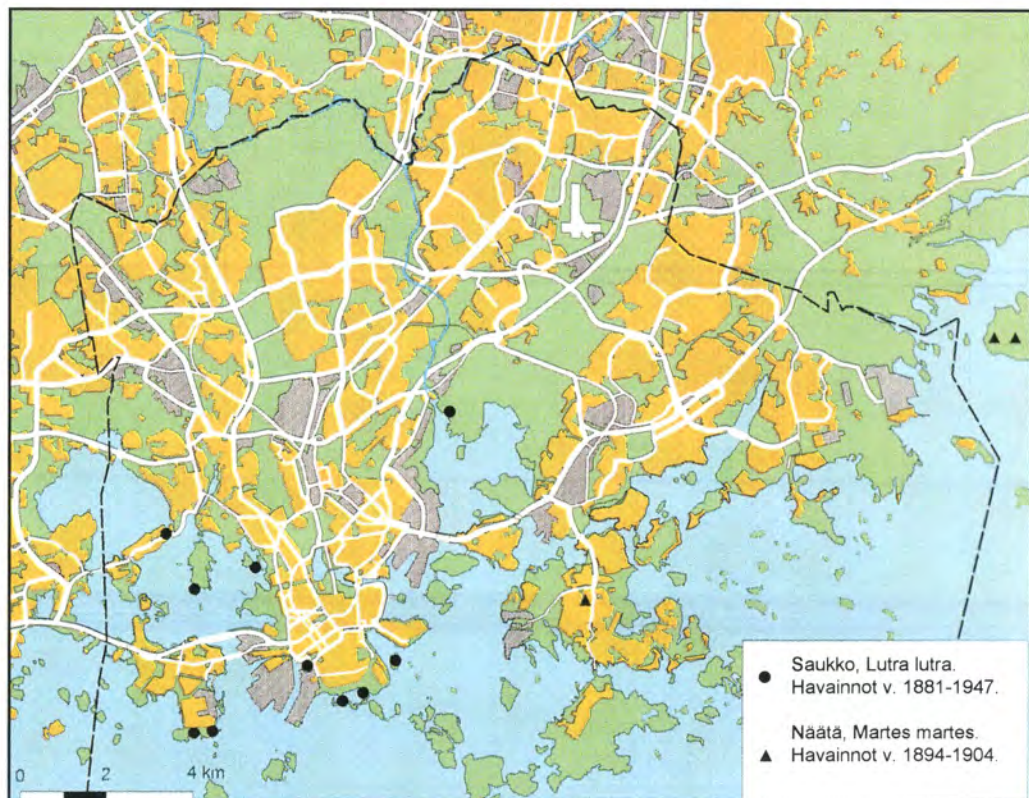 Saukko, Lutra lutra.
Havainnot v. 1881-1947.
Näätä, Martes martes.
Havainnot v. 1894-1904.
0 2 4 km